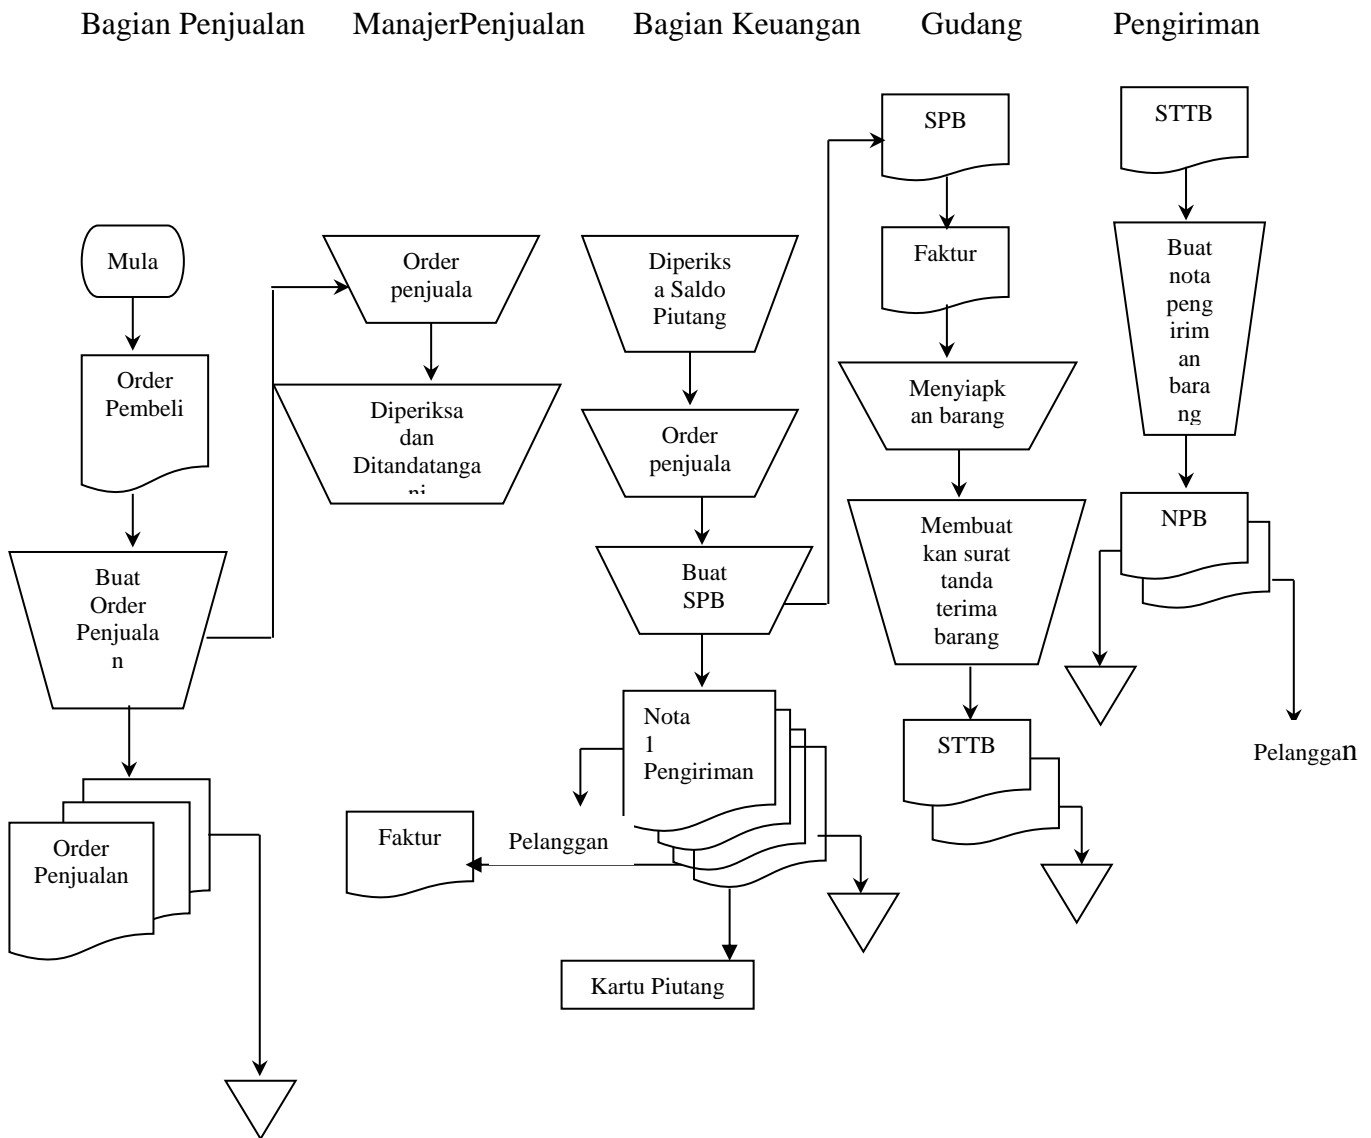 Bagian Penjualan
ManajerPenjualan
Bagian Keuangan
Gudang
Pengiriman
Mula
Order
Pembeli
Buat
Order
Penjuala
n
Order
Penjualan
Order
penjuala
Diperiksa
dan
Ditandatanga
ni
Faktur
Diperiks
a Saldo
Piutang
Order
penjuala
Buat
SPB
Nota
1
Pengiriman
Pelanggan
Kartu Piutang
SPB
Faktur
Menyiapk
an barang
Membuat
kan surat
tanda
terima
barang
STTB
STTB
Buat
nota
peng
irim
an
bara
ng
NPB
Pelanggan